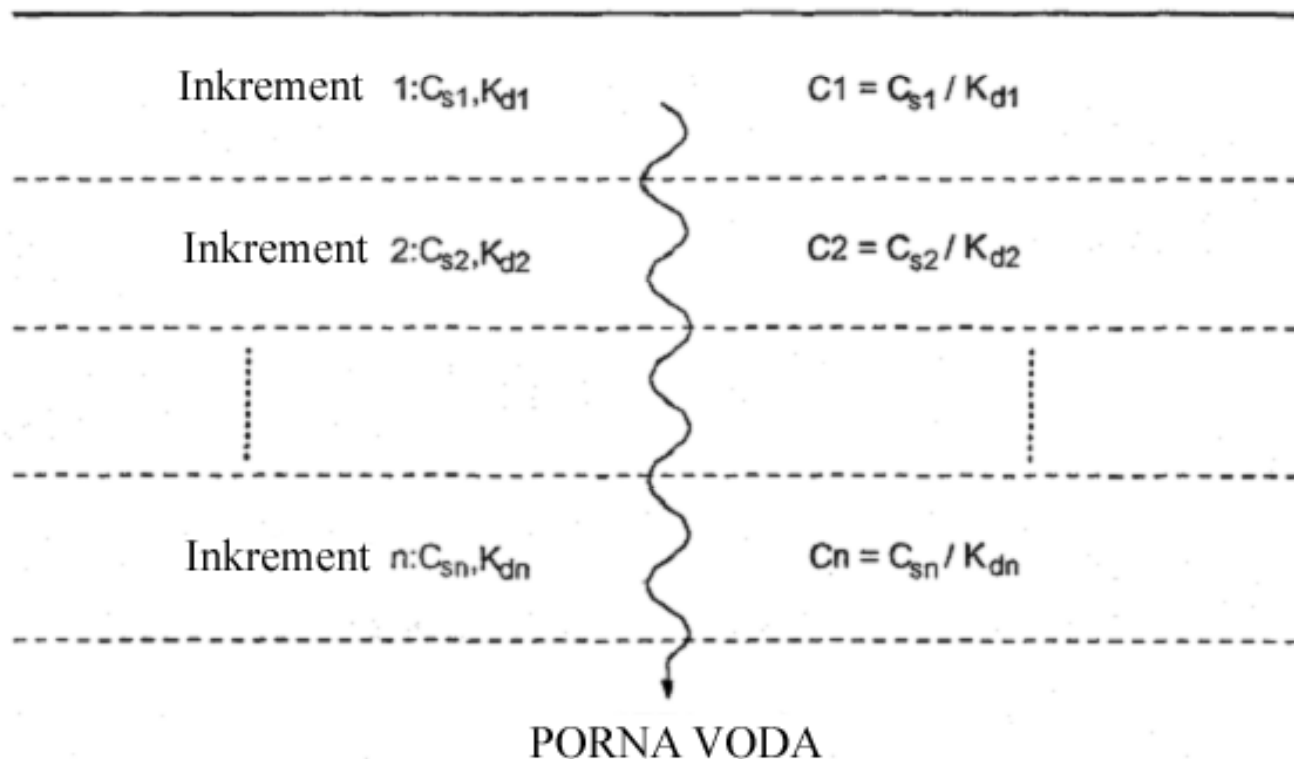 Inkrement 1:Cs1,Kd1 C1 = Cs1 / Kd1
Inkrement 2:Cs2,Kd2 C2 = Cs2 / Kd2
Inkrement n:Csn,Kdn Cn = Csn / Kdn
PORNA VODA